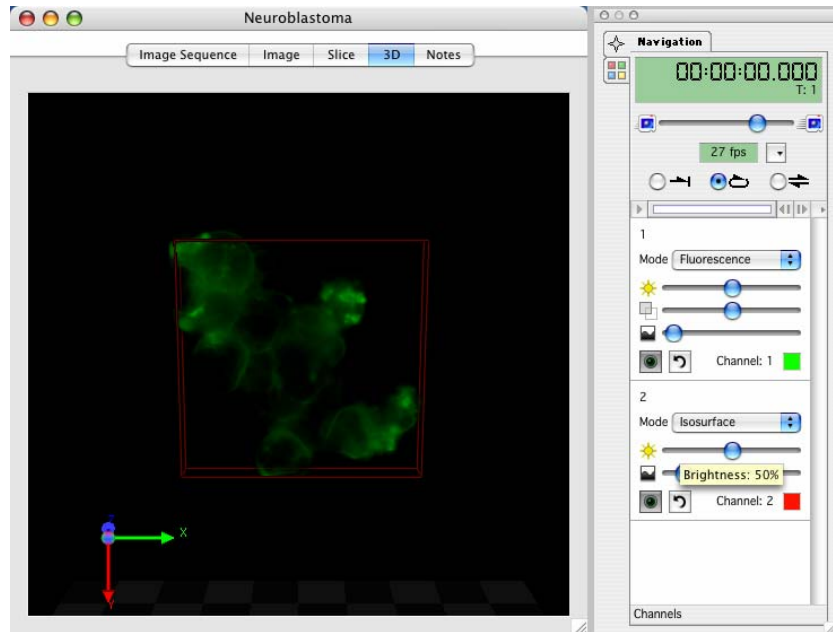 Neuroblastoma
Image Sequence Image Slice 3D Notes
X
Y
Navigation
00:00:00.000
T: 1
27 fps
1
Mode Fluorescence
Channel: 1
2
Mode Isosurface
Brightness: 50%
Channel: 2
Channels